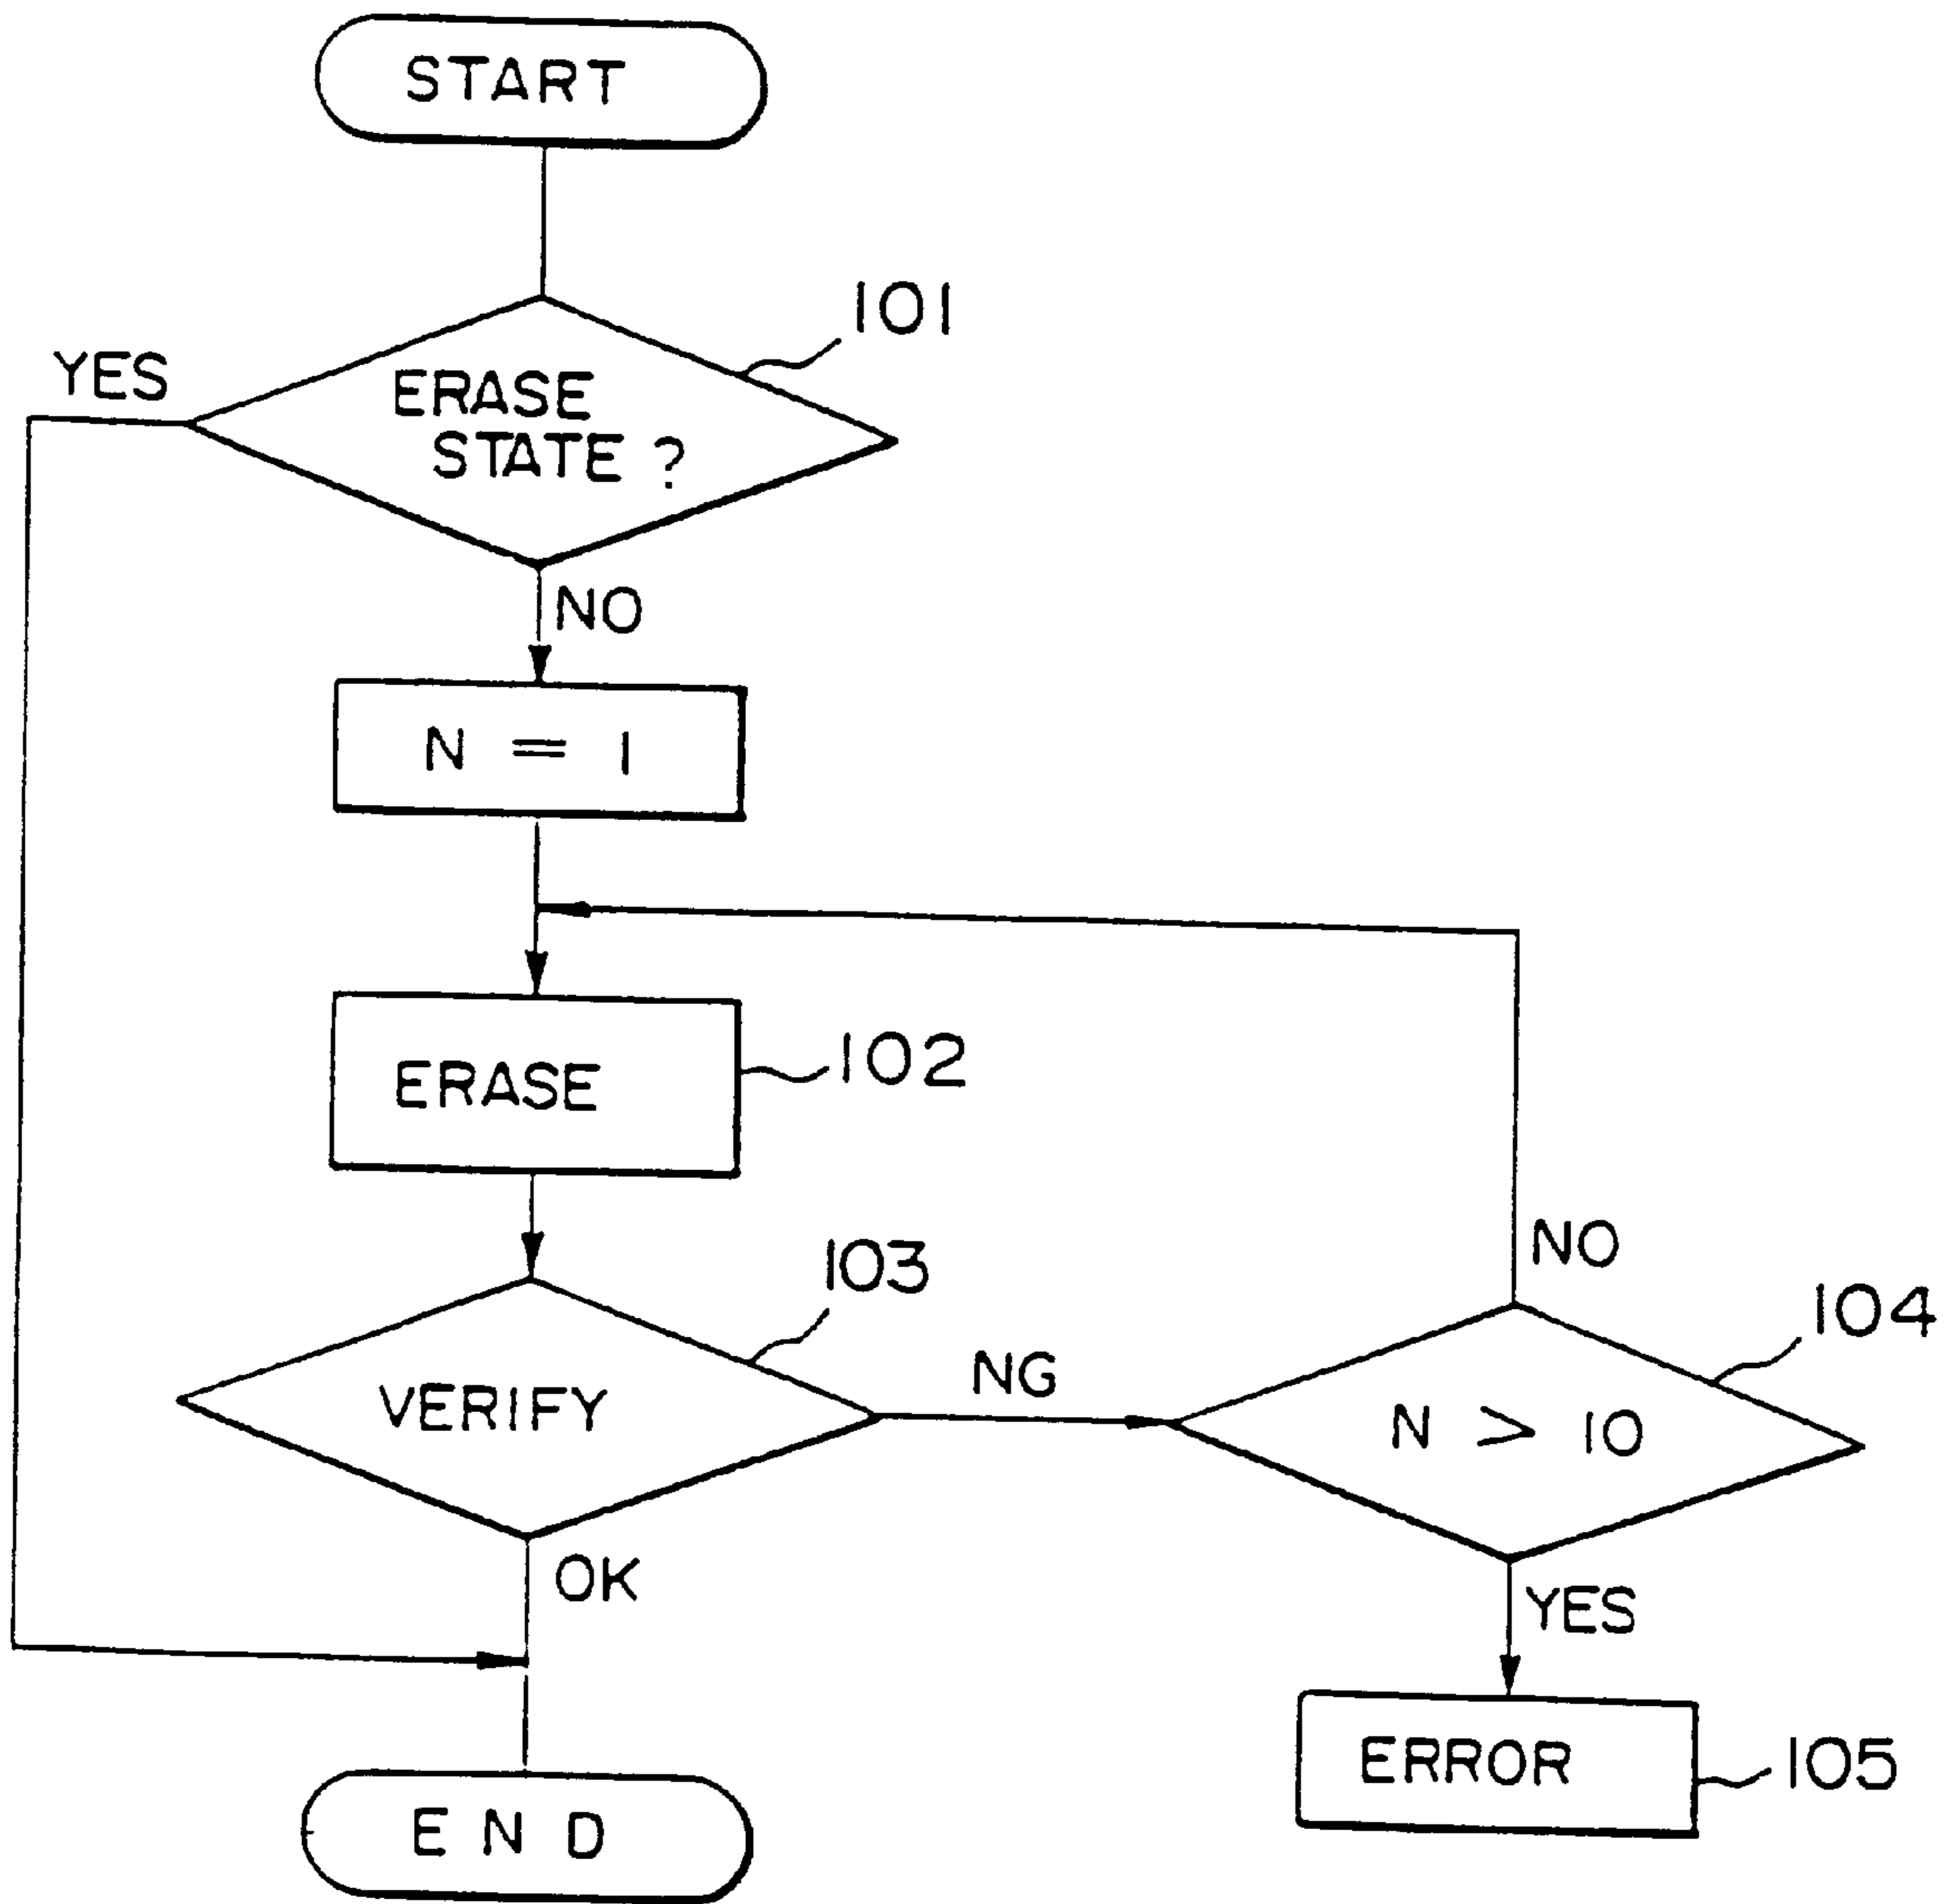 START
101
YES
ERASE
STATE ?
NO
N = 1
ERASE
102
103
NO
104
VERIFY
NG
N > 10
OK
YES
ERROR
105
END